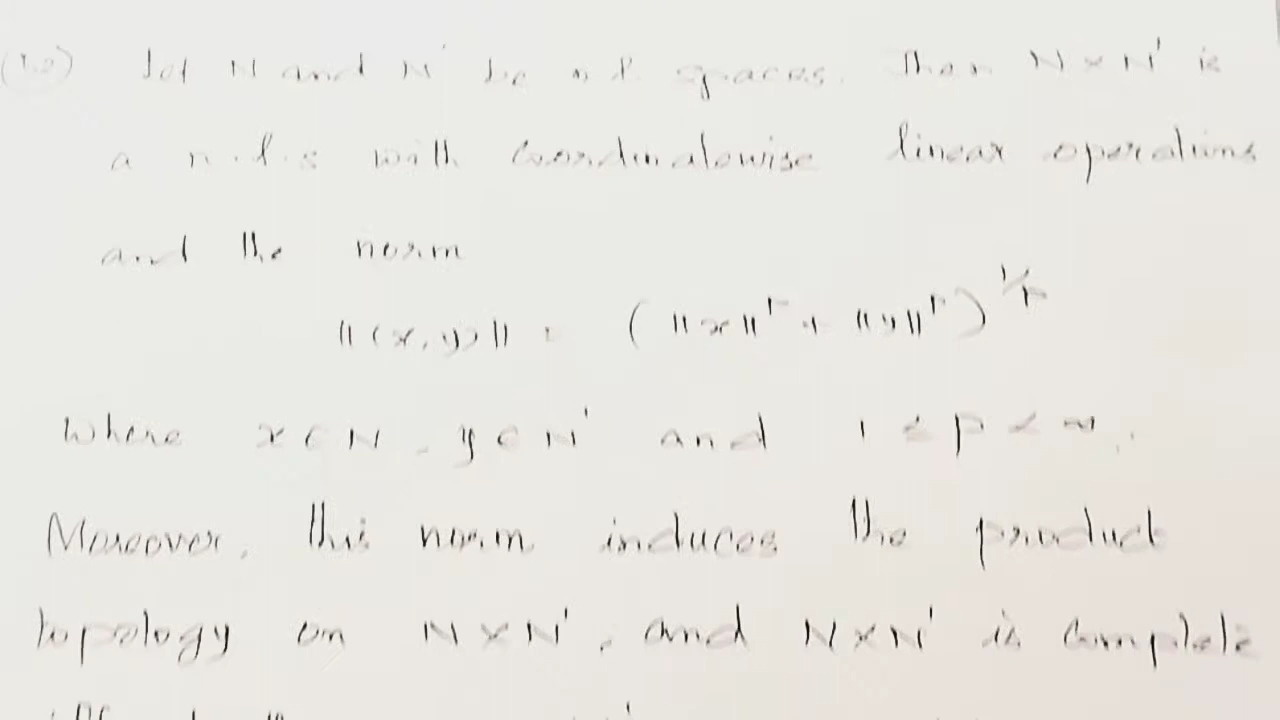 (1.2) Let N and N' be n.l. spaces. Then N × N' is
a n.l.s with coordinatewise linear operations
and the norm
||(x, y)|| = (||x||^p + ||y||^p)^{1/p}
where x ∈ N, y ∈ N' and 1 ≤ p < ∞.
Moreover, this norm induces the product
topology on N × N', and N × N' is complete
iff